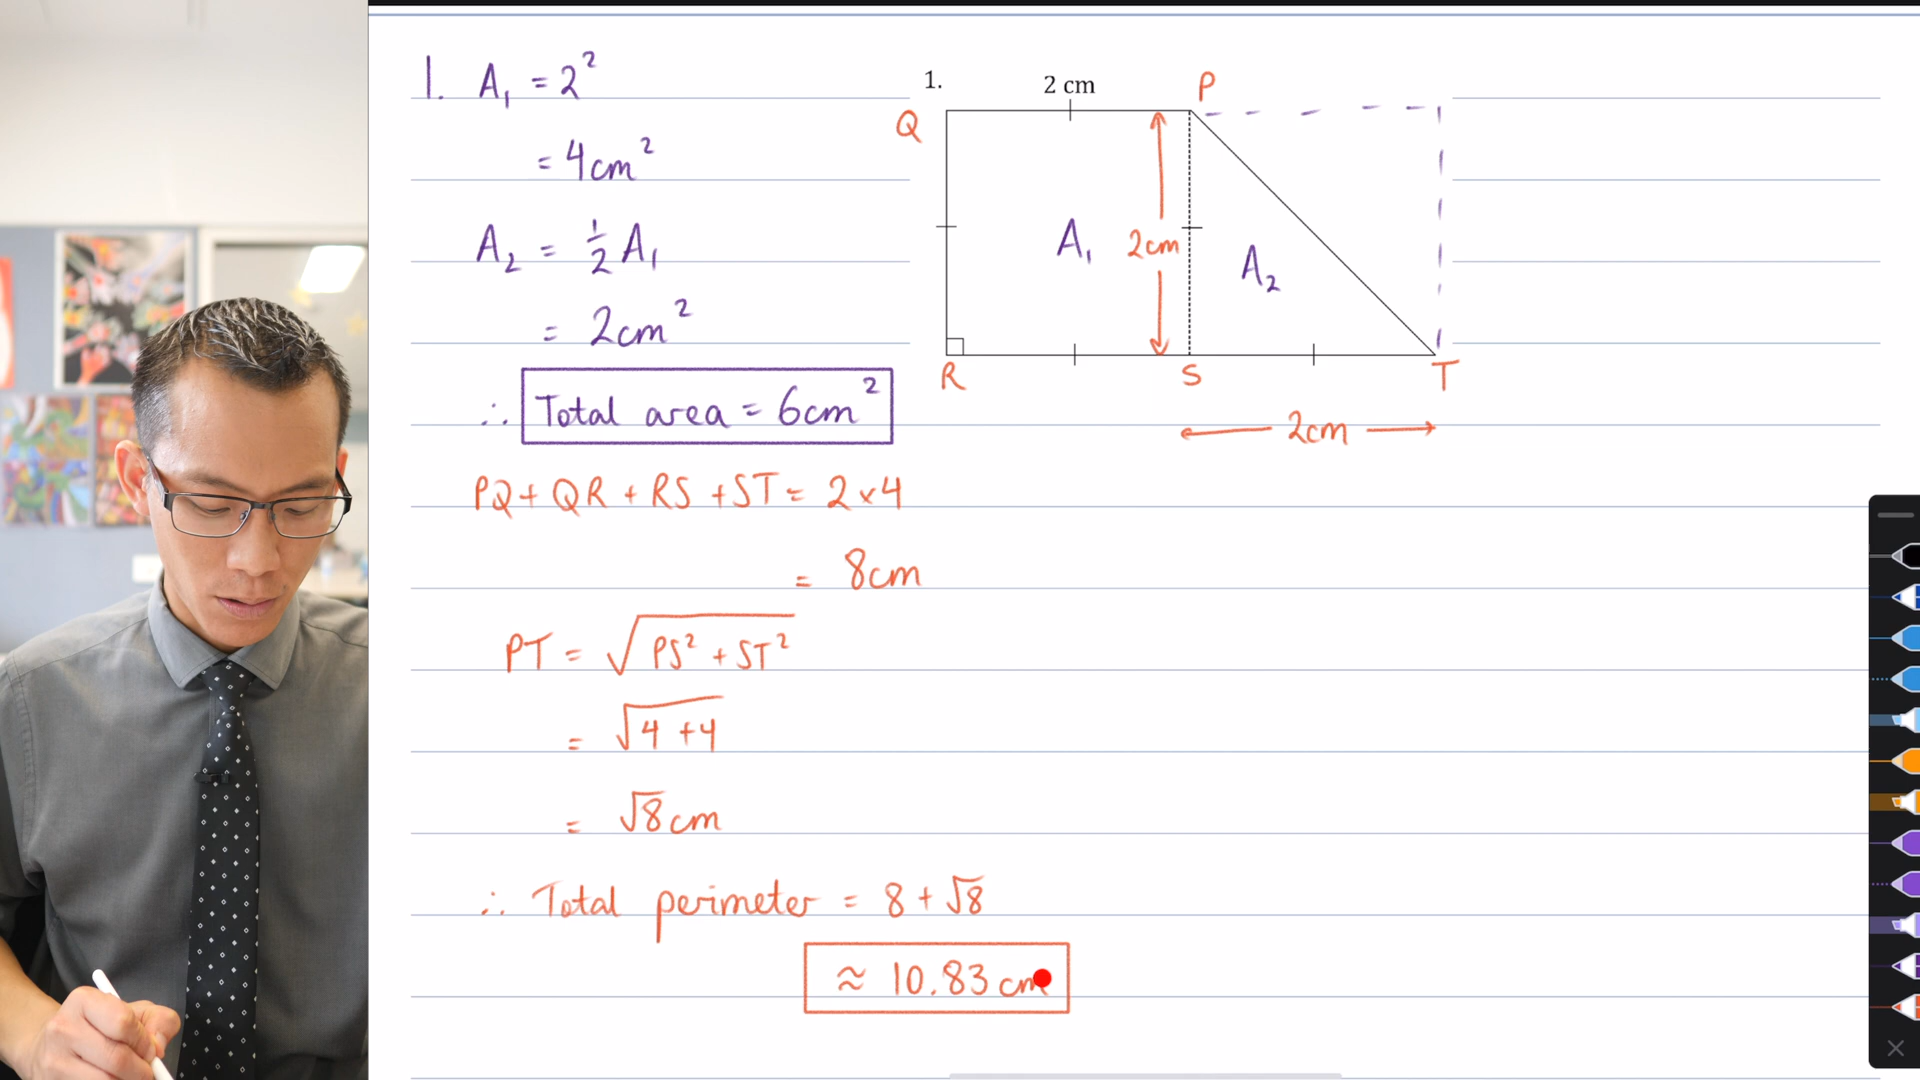 1. A₁ = 2²
= 4cm²
A₂ = ½ A₁
= 2cm²
∴ Total area = 6cm²
PQ + QR + RS + ST = 2 × 4
= 8cm
PT = √(PS² + ST²)
= √(4 + 4)
= √8 cm
∴ Total perimeter = 8 + √8
≈ 10.83 cm
1.
2 cm
P
Q
A₁
2cm
A₂
R
S
T
2cm